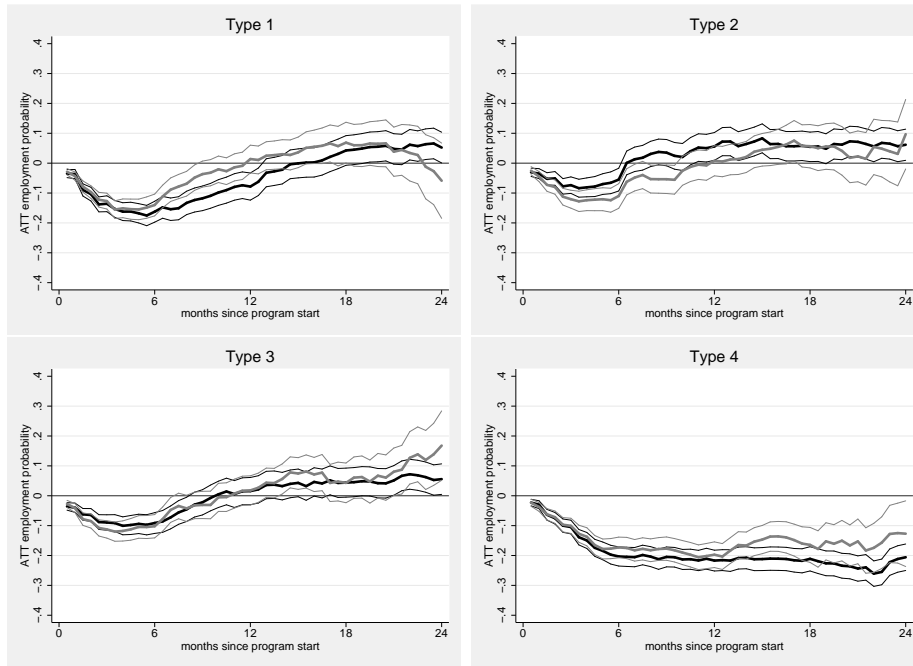 Type 1
ATT employment probability
.4
.3
.2
.1
0
-.1
-.2
-.3
-.4
0 6 12 18 24
months since program start
Type 2
ATT employment probability
.4
.3
.2
.1
0
-.1
-.2
-.3
-.4
0 6 12 18 24
months since program start
Type 3
ATT employment probability
.4
.3
.2
.1
0
-.1
-.2
-.3
-.4
0 6 12 18 24
months since program start
Type 4
ATT employment probability
.4
.3
.2
.1
0
-.1
-.2
-.3
-.4
0 6 12 18 24
months since program start